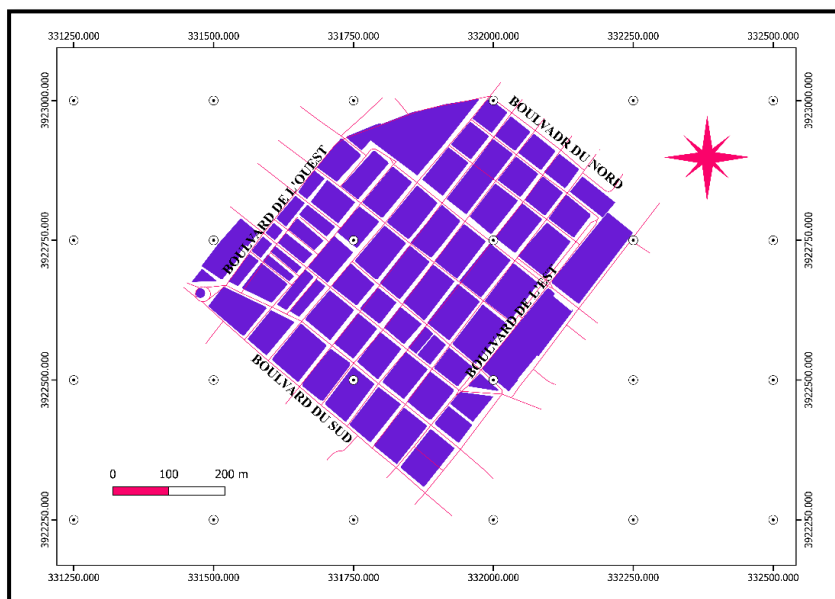 331250.000 331500.000 331750.000 332000.000 332250.000 332500.000
3923000.000 3923000.000
BOULVADR DU NORD
BOULVARD DE L'OUEST
3922750.000 3922750.000
BOULVARD DE L'EST
3922500.000 3922500.000
BOULVARD DU SUD
0 100 200 m
3922250.000 3922250.000
331250.000 331500.000 331750.000 332000.000 332250.000 332500.000